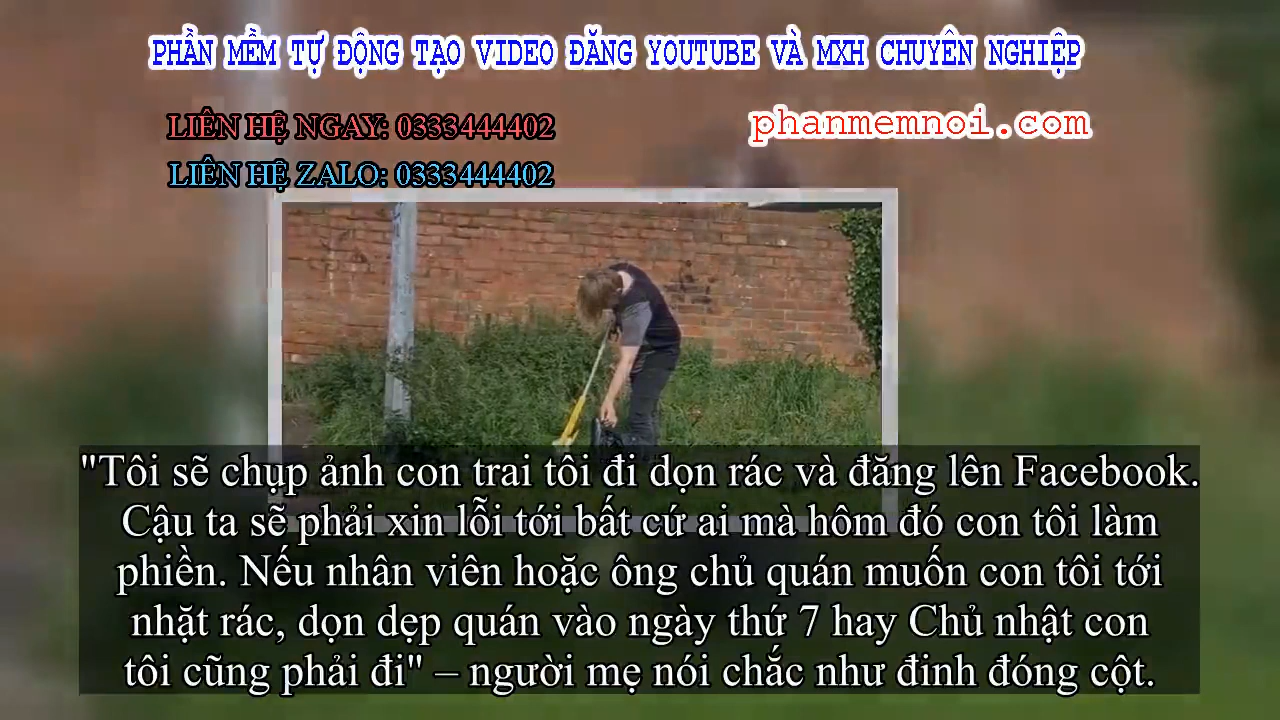 PHẦN MỀM TỰ ĐỘNG TẠO VIDEO ĐĂNG YOUTUBE VÀ MXH CHUYÊN NGHIỆP
LIÊN HỆ NGAY: 0333444402
phanmemnoi.com
LIÊN HỆ ZALO: 0333444402
"Tôi sẽ chụp ảnh con trai tôi đi dọn rác và đăng lên Facebook.
Cậu ta sẽ phải xin lỗi tới bất cứ ai mà hôm đó con tôi làm
phiền. Nếu nhân viên hoặc ông chủ quán muốn con tôi tới
nhặt rác, dọn dẹp quán vào ngày thứ 7 hay Chủ nhật con
tôi cũng phải đi" – người mẹ nói chắc như đinh đóng cột.